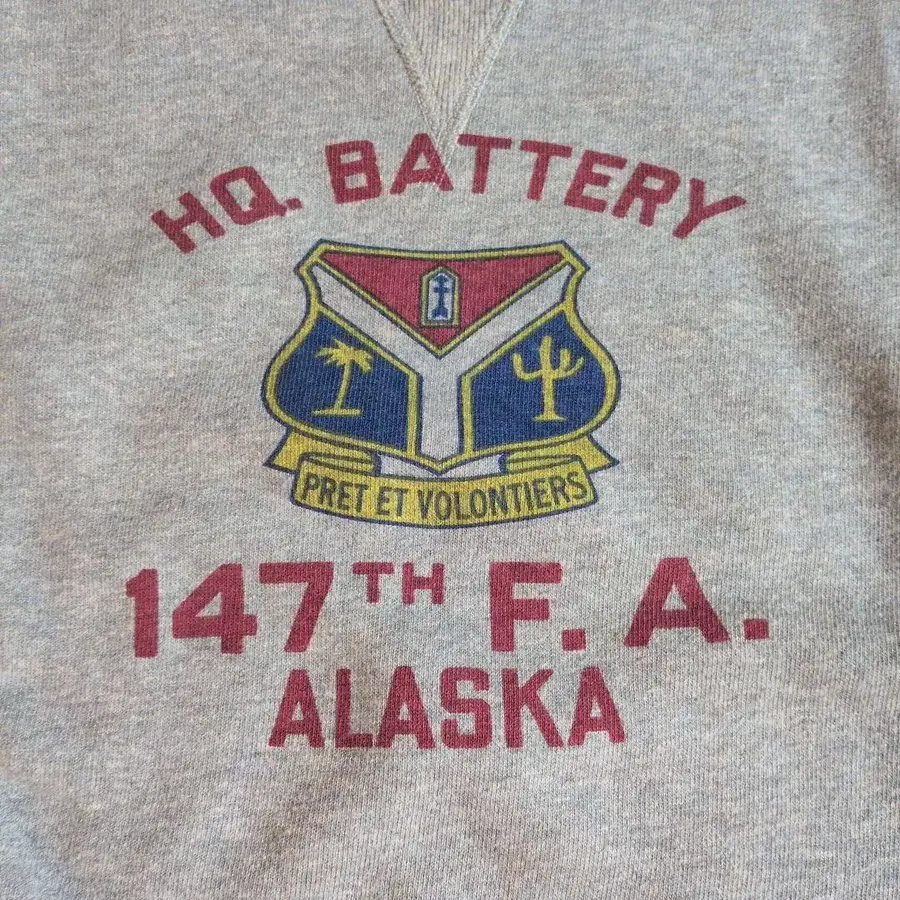 HQ. BATTERY
PRET ET VOLONTIERS
147TH F. A.
ALASKA